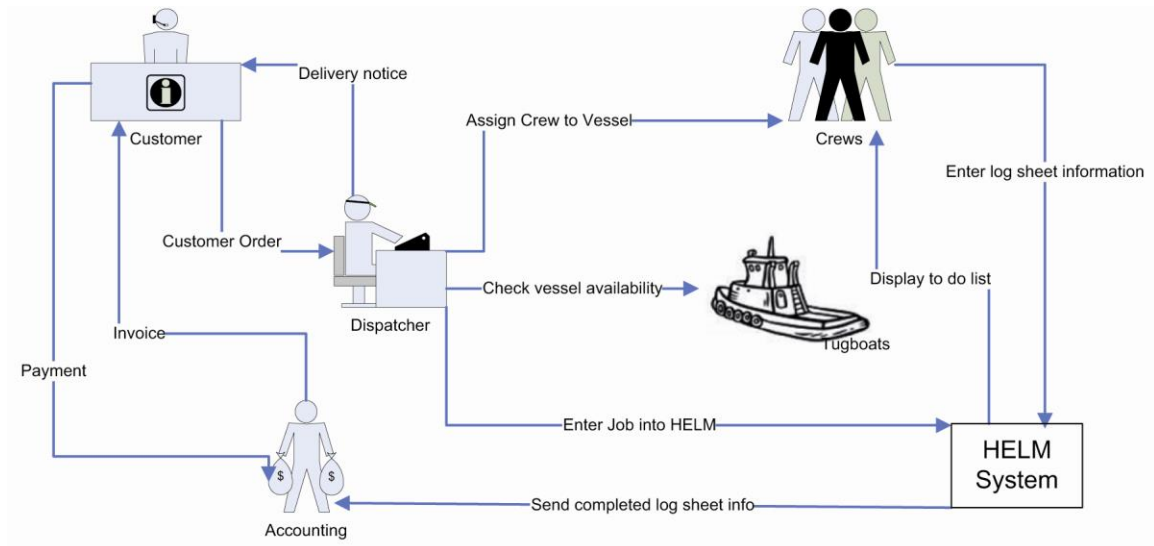 Delivery notice
Customer
Assign Crew to Vessel
Crews
Enter log sheet information
Customer Order
Check vessel availability
Display to do list
Dispatcher
Invoice
Tugboats
Payment
Enter Job into HELM
HELM
System
$ $
Send completed log sheet info
Accounting